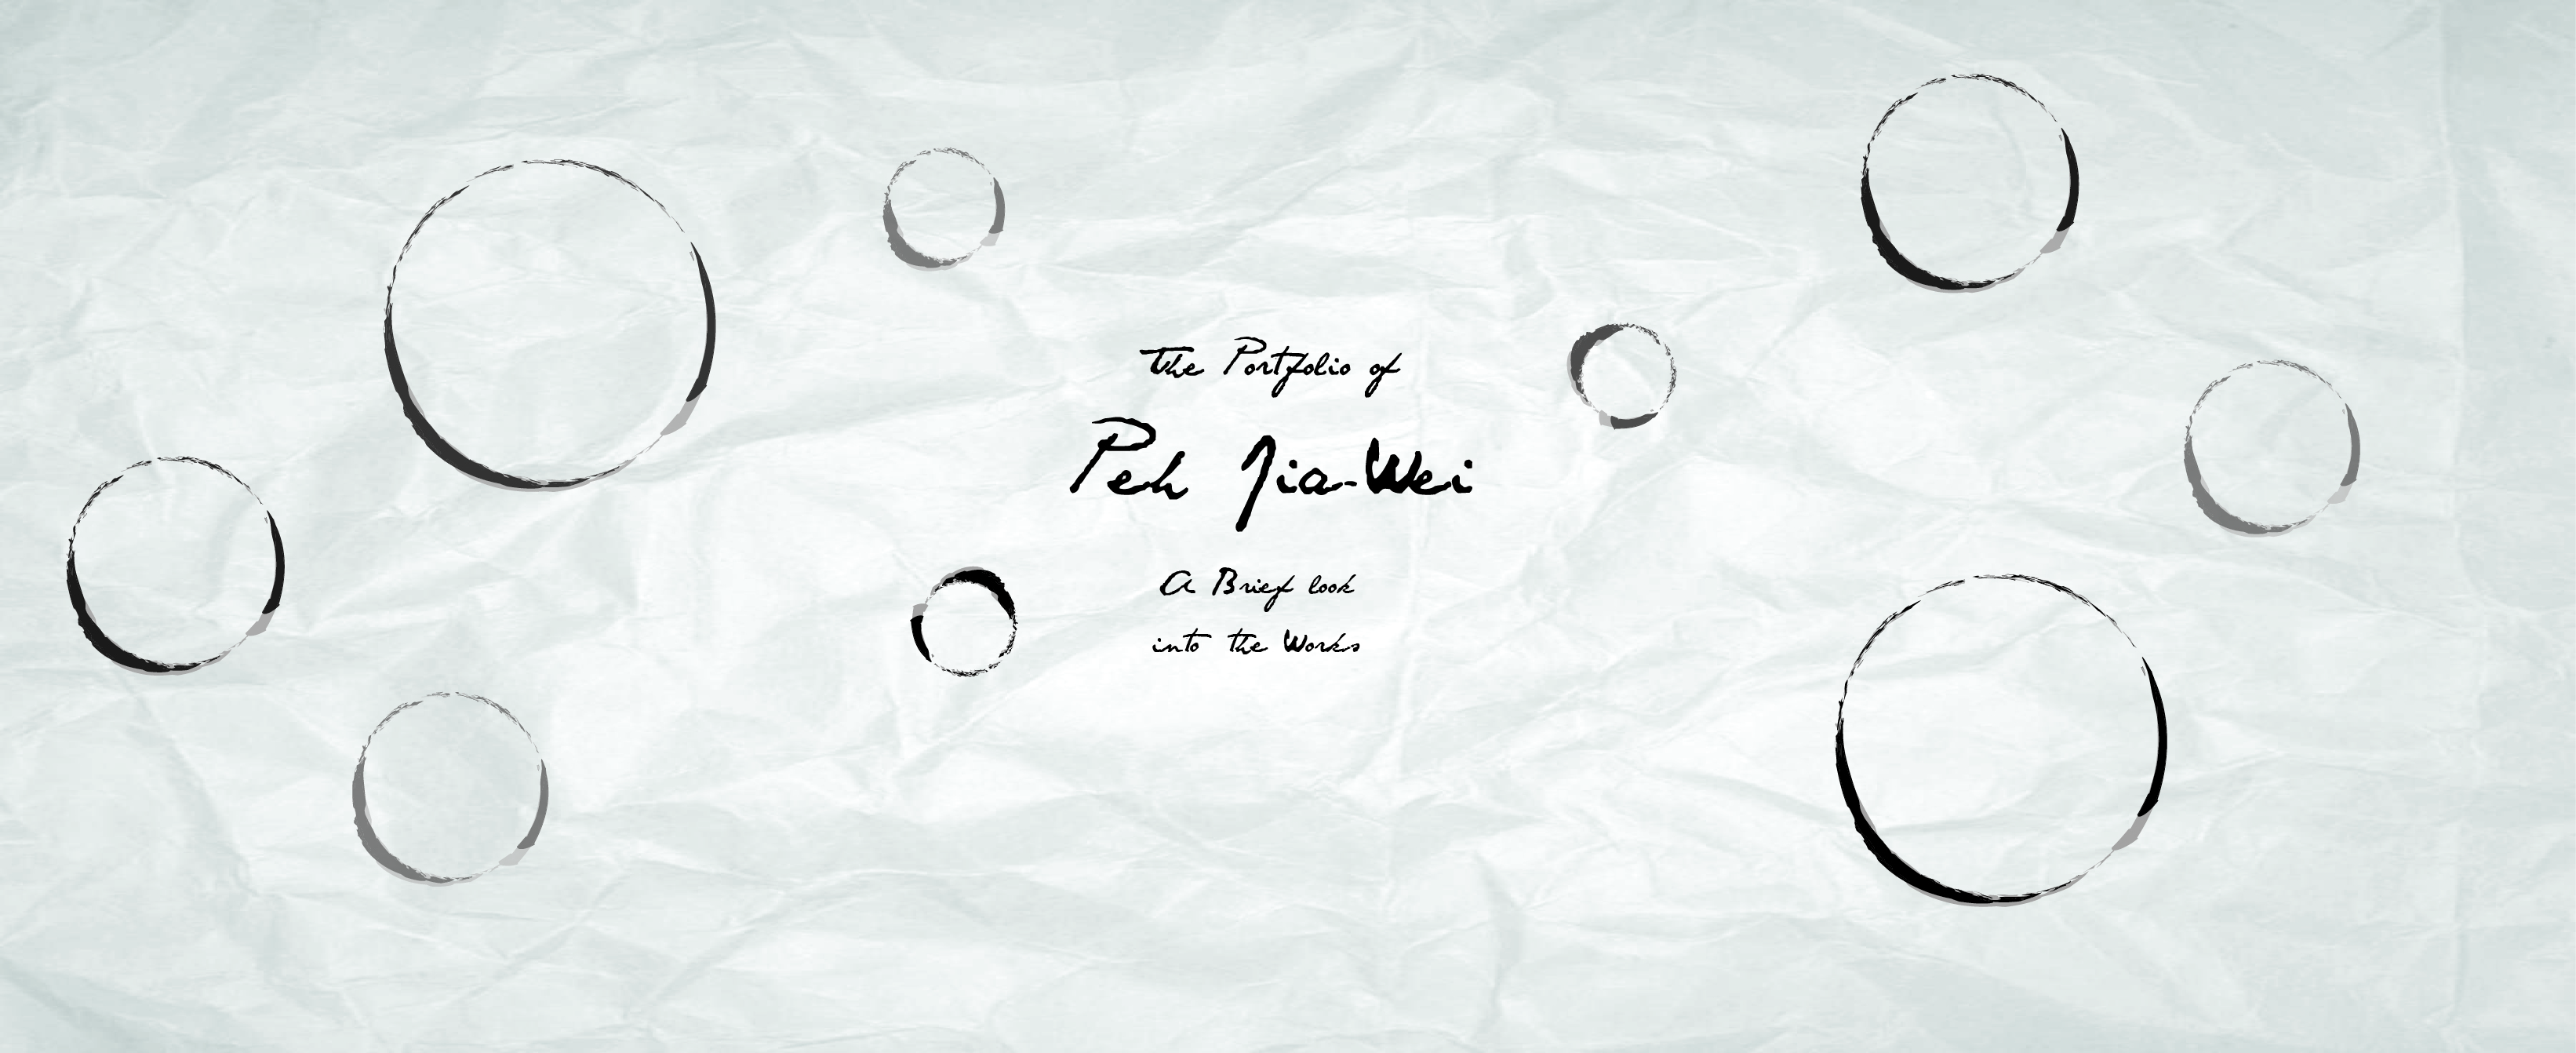 The Portfolio of
Peh Jia-Wei
A Brief look
into the Works